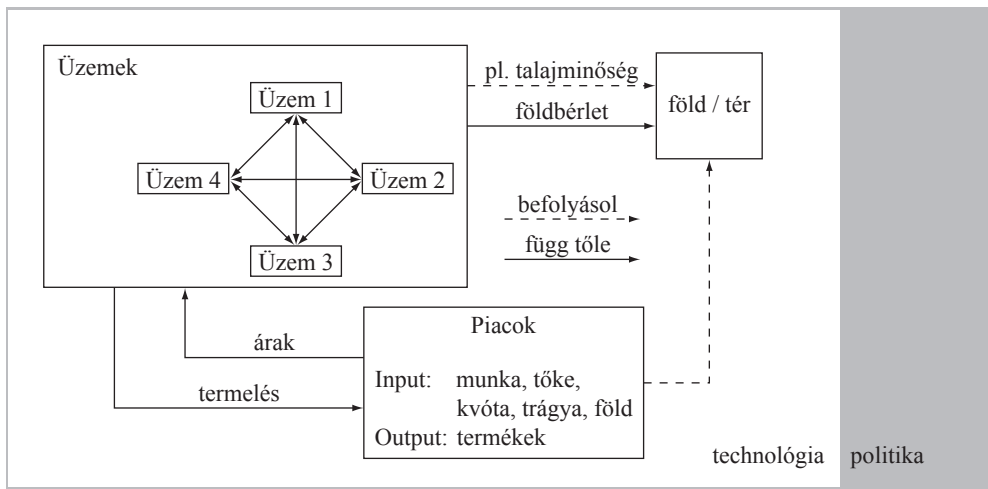 Üzemek
Üzem 1
Üzem 4
Üzem 2
Üzem 3
pl. talajminőség
földbérlet
föld / tér
befolyásol
függ tőle
árak
termelés
Piacok
Input: munka, tőke,
kvóta, trágya, föld
Output: termékek
technológia
politika